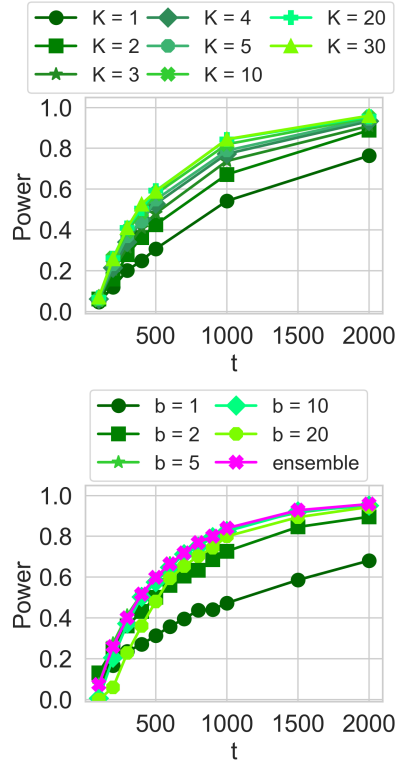 K = 1 K = 4 K = 20
K = 2 K = 5 K = 30
K = 3 K = 10
1.0
0.8
0.6
0.4
0.2
0.0
Power
500 1000 1500 2000
t
b = 1 b = 10
b = 2 b = 20
b = 5 ensemble
1.0
0.8
0.6
0.4
0.2
0.0
Power
500 1000 1500 2000
t